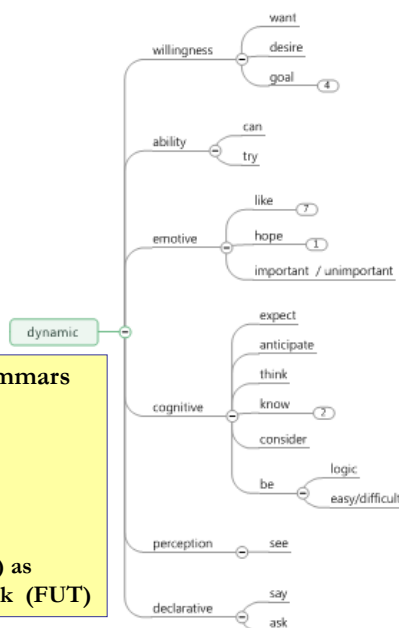 want
willingness
desire
goal 4
can
ability
try
like 7
emotive
hope 1
important / unimportant
expect
anticipate
dynamic
think
mmars
cognitive
know 2
consider
logic
be
easy/difficult
) as
perception
see
k (FUT)
say
declarative
ask